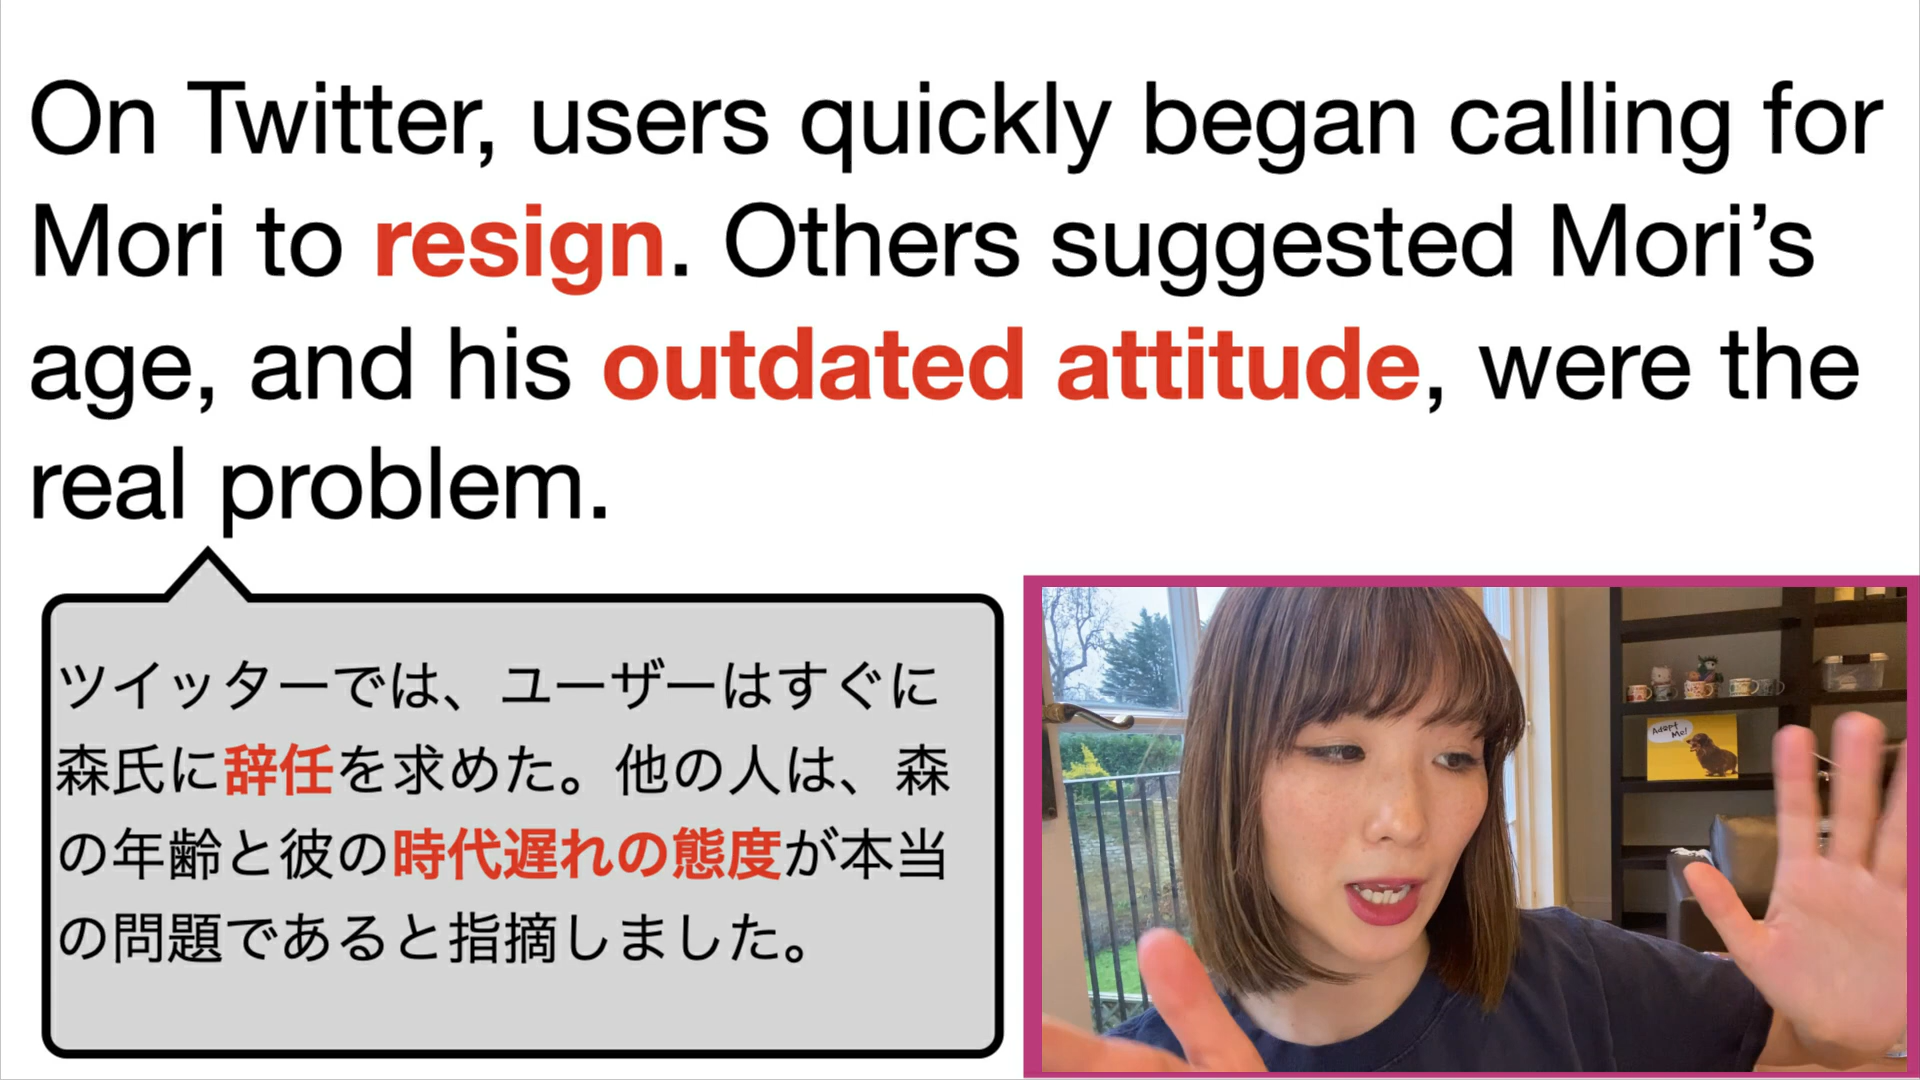 On Twitter, users quickly began calling for
Mori to resign. Others suggested Mori’s
age, and his outdated attitude, were the
real problem.
ツイッターでは、ユーザーはすぐに
森氏に辞任を求めた。他の人は、森
の年齢と彼の時代遅れの態度が本当
の問題であると指摘しました。
Adopt
Me!